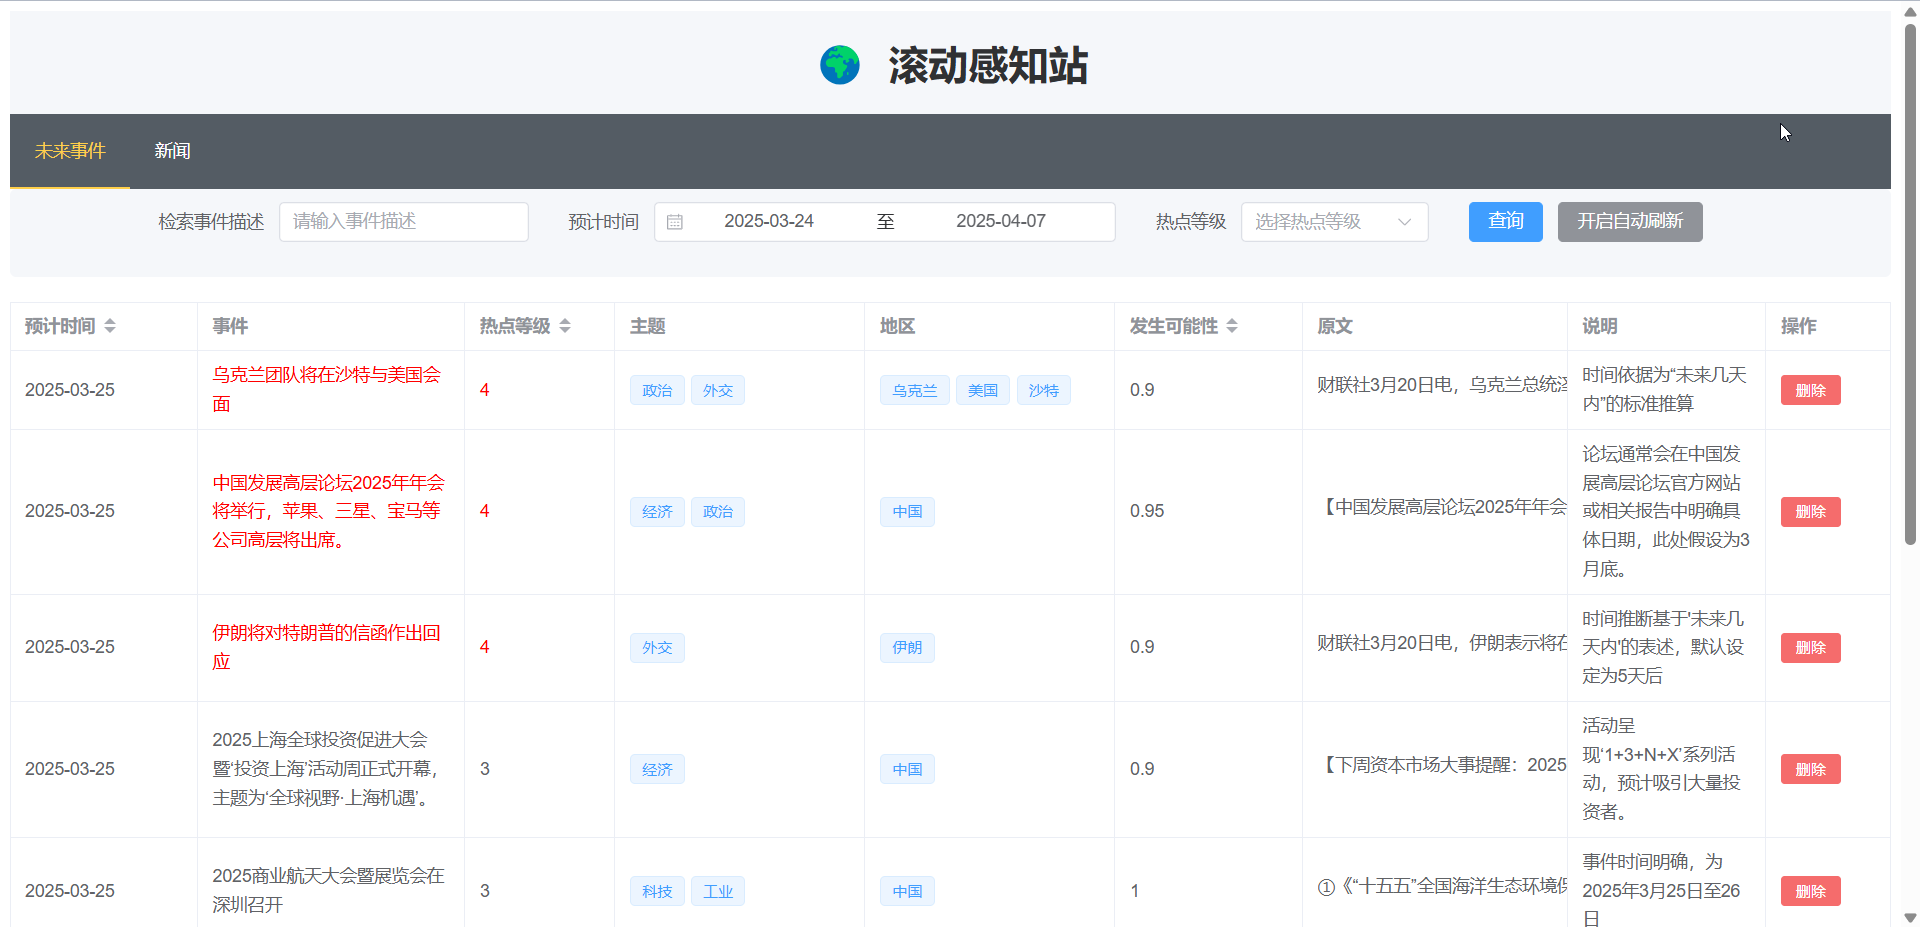 滚动感知站
未来事件 新闻
检索事件描述 请输入事件描述 预计时间 2025-03-24 至 2025-04-07 热点等级 选择热点等级 查询 开启自动刷新
预计时间 事件 热点等级 主题 地区 发生可能性 原文 说明 操作
2025-03-25
乌克兰团队将在沙特与美国会
面
4
政治 外交
乌克兰 美国 沙特
0.9
财联社3月20日电，乌克兰总统泽
时间依据为“未来几天
内”的标准推算
删除
2025-03-25
中国发展高层论坛2025年年会
将举行，苹果、三星、宝马等
公司高层将出席。
4
经济 政治
中国
0.95
【中国发展高层论坛2025年年会
论坛通常会在中国发
展高层论坛官方网站
或相关报告中明确具
体日期，此处假设为3
月底。
删除
2025-03-25
伊朗将对特朗普的信函作出回
应
4
外交
伊朗
0.9
财联社3月20日电，伊朗表示将在
时间推断基于'未来几
天内'的表述，默认设
定为5天后
删除
2025-03-25
2025上海全球投资促进大会
暨'投资上海'活动周正式开幕，
主题为'全球视野·上海机遇'。
3
经济
中国
0.9
【下周资本市场大事提醒：2025
活动呈
现'1+3+N+X'系列活
动，预计吸引大量投
资者。
删除
2025-03-25
2025商业航天大会暨展览会在
深圳召开
3
科技 工业
中国
1
①《“十五五”全国海洋生态环境保
事件时间明确，为
2025年3月25日至26
日
删除